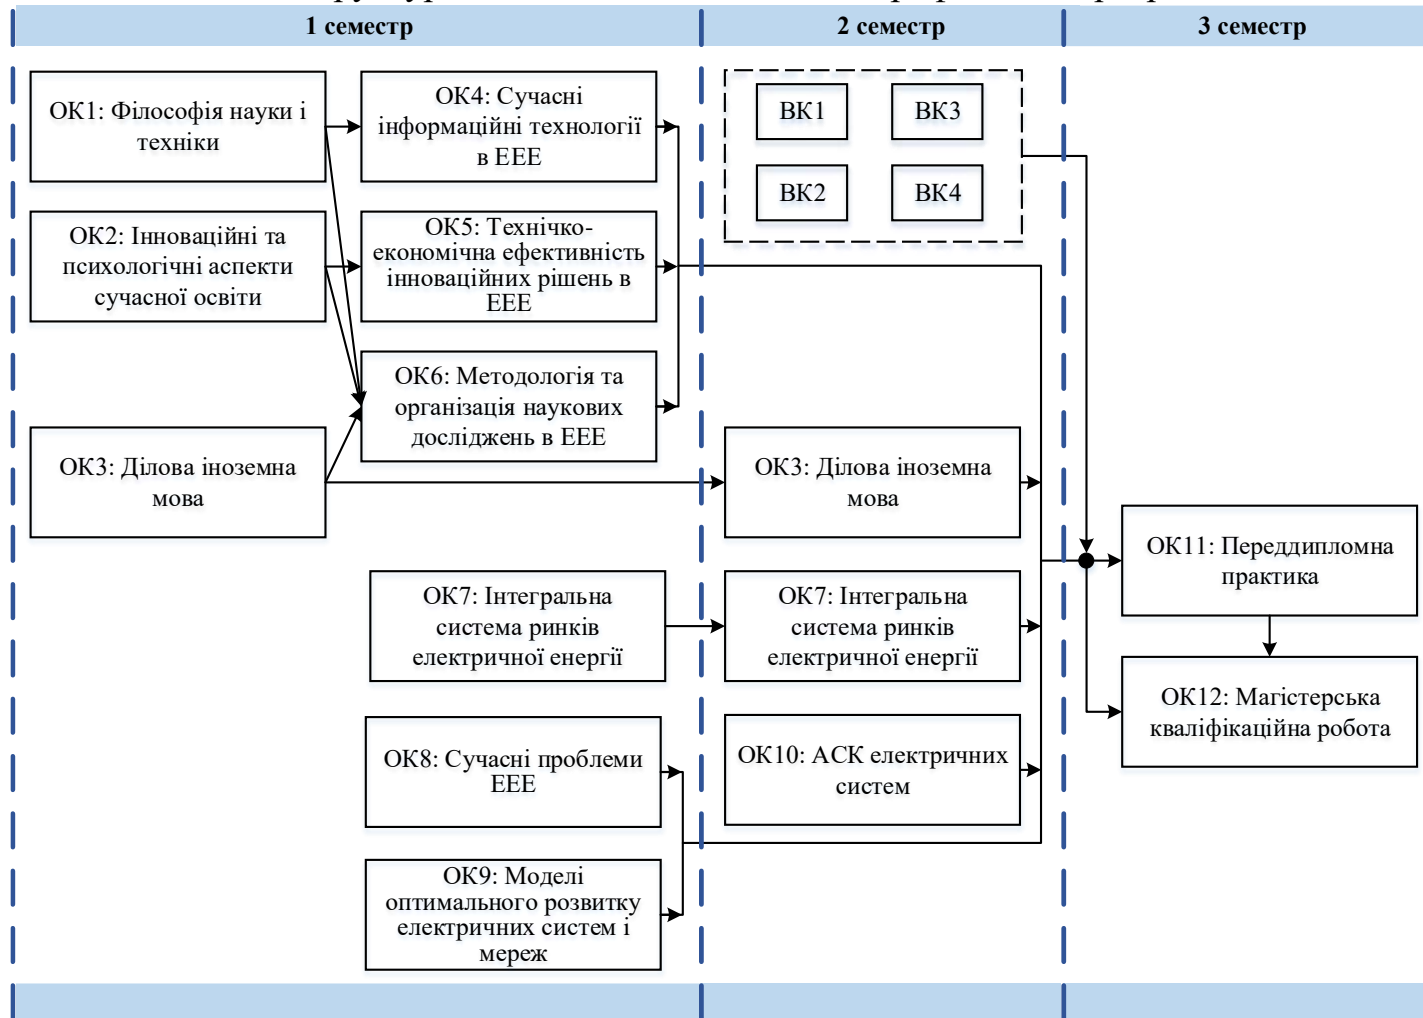 1 семестр
2 семестр
3 семестр
ОК1: Філософія науки і
техніки
ОК4: Сучасні
інформаційні технології
в ЕЕЕ
ВК1
ВК3
ВК2
ВК4
ОК2: Інноваційні та
психологічні аспекти
сучасної освіти
ОК5: Технічко-
економічна ефективність
інноваційних рішень в
ЕЕЕ
ОК6: Методологія та
організація наукових
досліджень в ЕЕЕ
ОК3: Ділова іноземна
мова
ОК3: Ділова іноземна
мова
ОК11: Переддипломна
практика
ОК7: Інтегральна
система ринків
електричної енергії
ОК7: Інтегральна
система ринків
електричної енергії
ОК12: Магістерська
кваліфікаційна робота
ОК8: Сучасні проблеми
ЕЕЕ
ОК10: АСК електричних
систем
ОК9: Моделі
оптимального розвитку
електричних систем і
мереж